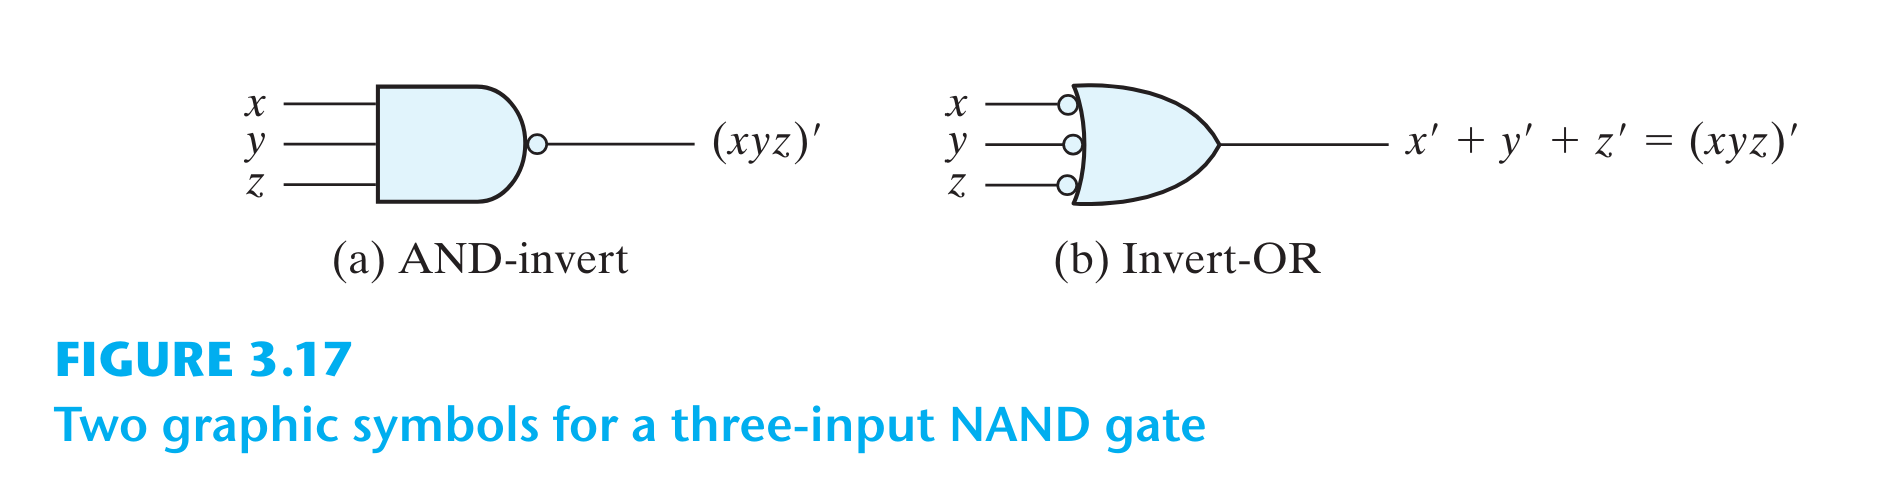 x
y
z
(xyz)′
(a) AND-invert
x
y
z
x′ + y′ + z′ = (xyz)′
(b) Invert-OR
FIGURE 3.17
Two graphic symbols for a three-input NAND gate